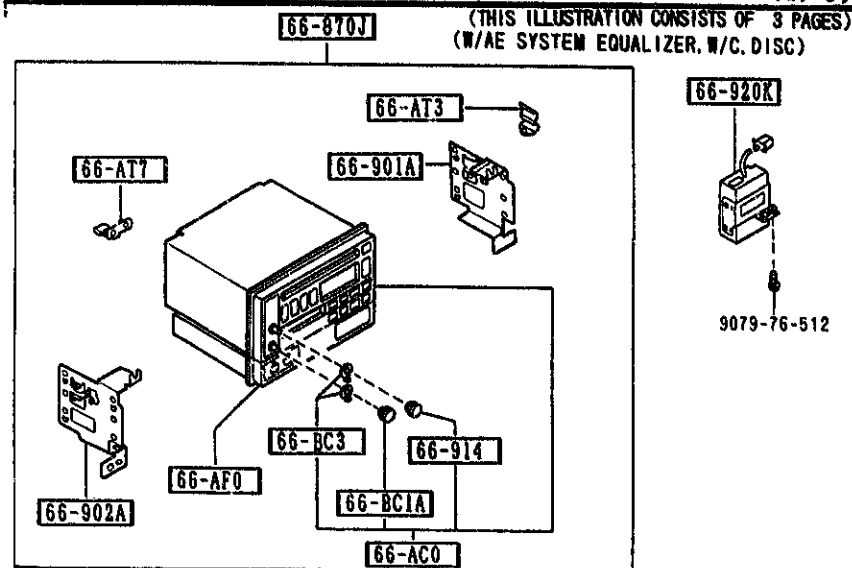 66-870J
(THIS ILLUSTRATION CONSISTS OF 3 PAGES)
(W/AE SYSTEM EQUALIZER, W/C. DISC)
66-AT3
66-920K
66-901A
66-AT7
9079-76-512
66-BC3
66-914
66-AF0
66-BC1A
66-902A
66-AC0